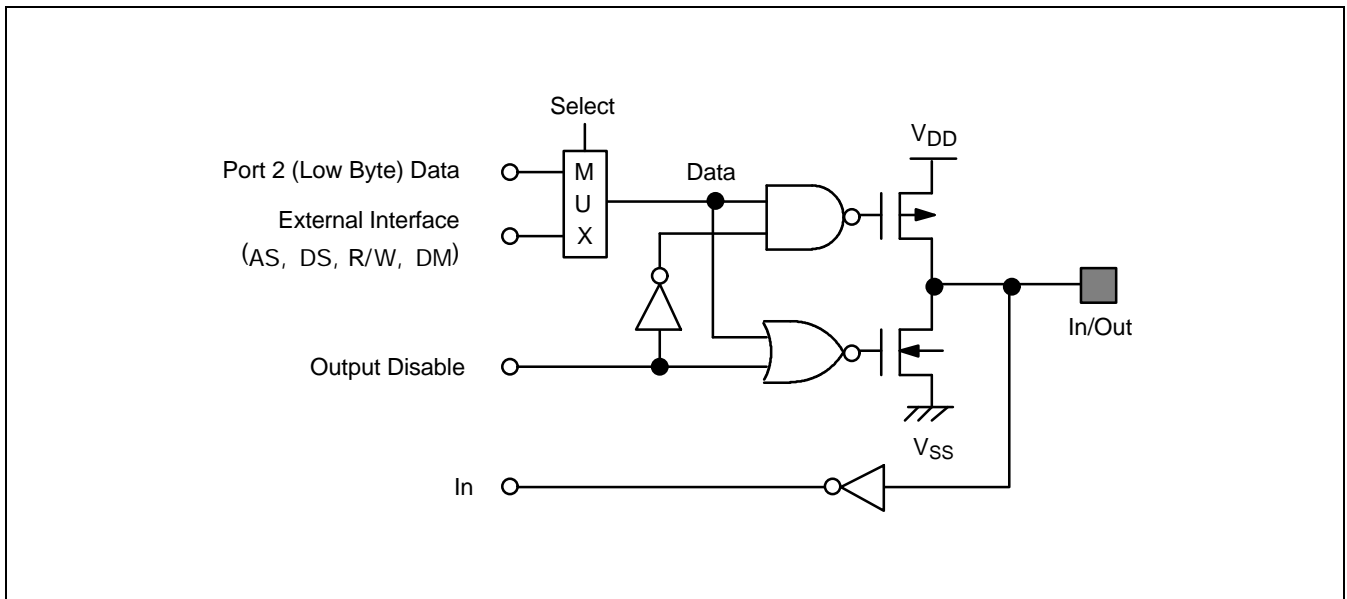 Select
Port 2 (Low Byte) Data
External Interface
(AS, DS, R/W, DM)
M
U
X
Data
VDD
In/Out
Output Disable
VSS
In